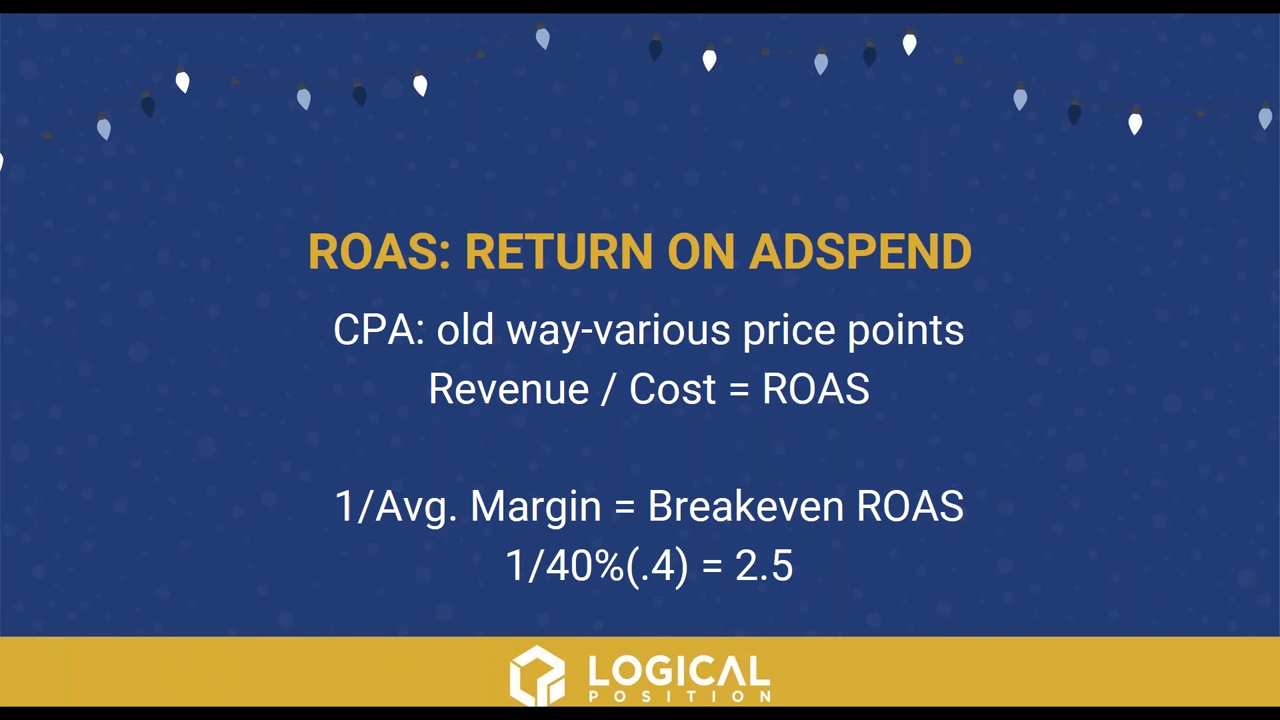 ROAS: RETURN ON ADSPEND
CPA: old way-various price points
Revenue / Cost = ROAS
1/Avg. Margin = Breakeven ROAS
1/40%(.4) = 2.5
LOGICAL
POSITION